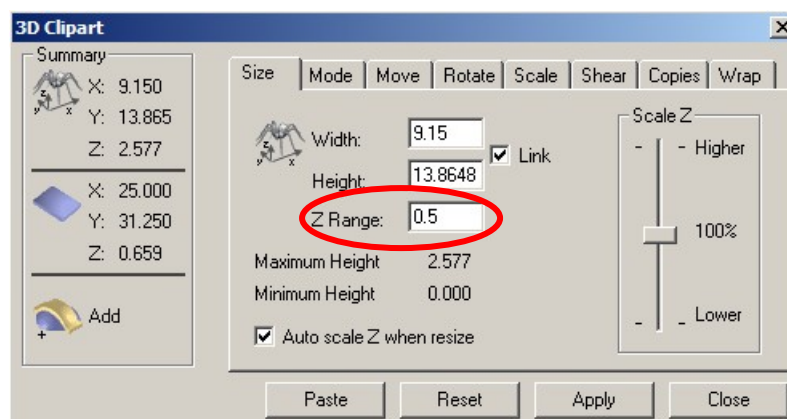 3D Clipart
Summary
X: 9.150
Y: 13.865
Z: 2.577
X: 25.000
Y: 31.250
Z: 0.659
Add
Size Mode Move Rotate Scale Shear Copies Wrap
Width: 9.15
Link
Height: 13.8648
Z Range: 0.5
Maximum Height 2.577
Minimum Height 0.000
Auto scale Z when resize
Scale Z
Higher
100%
Lower
Paste Reset Apply Close